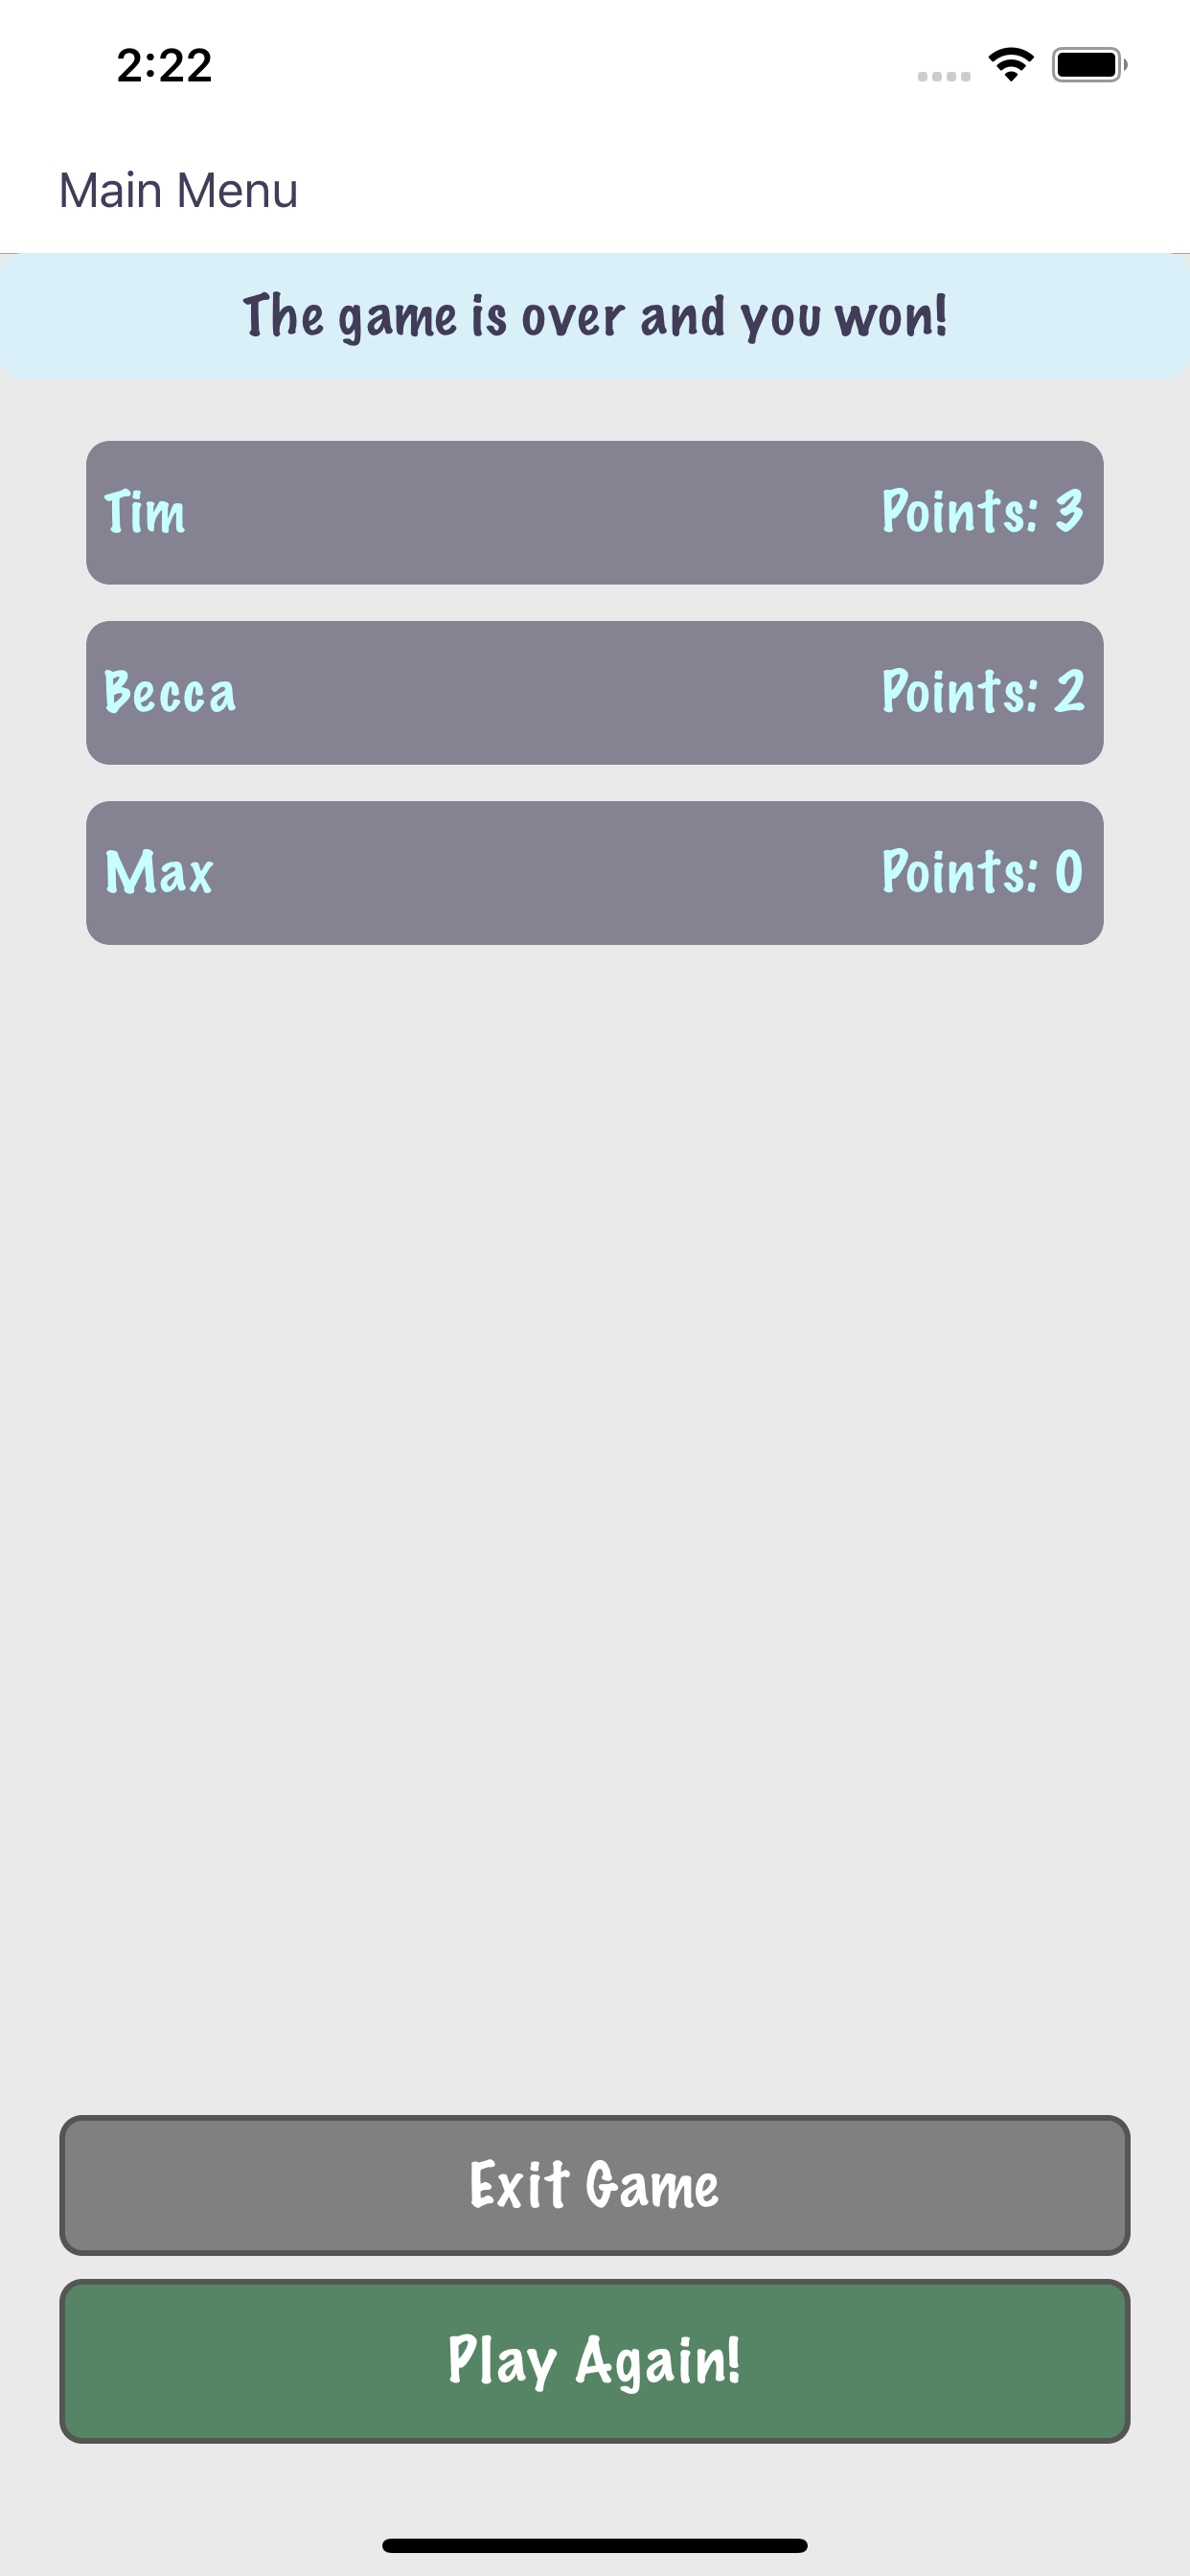 2:22
Main Menu
The game is over and you won!
Tim Points: 3
Becca Points: 2
Max Points: 0
Exit Game
Play Again!